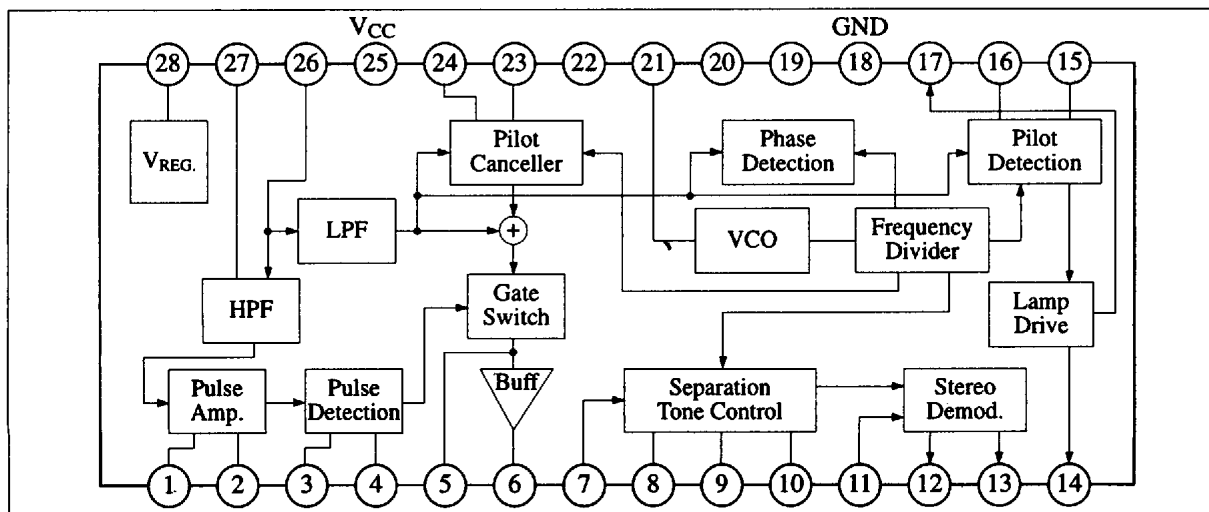 VCC GND
28 27 26 25 24 23 22 21 20 19 18 17 16 15
VREG.
Pilot
Canceller
Phase
Detection
Pilot
Detection
LPF
+
VCO
Frequency
Divider
HPF
Gate
Switch
Lamp
Drive
Pulse
Amp.
Pulse
Detection
Buff
Separation
Tone Control
Stereo
Demod.
1 2 3 4 5 6 7 8 9 10 11 12 13 14